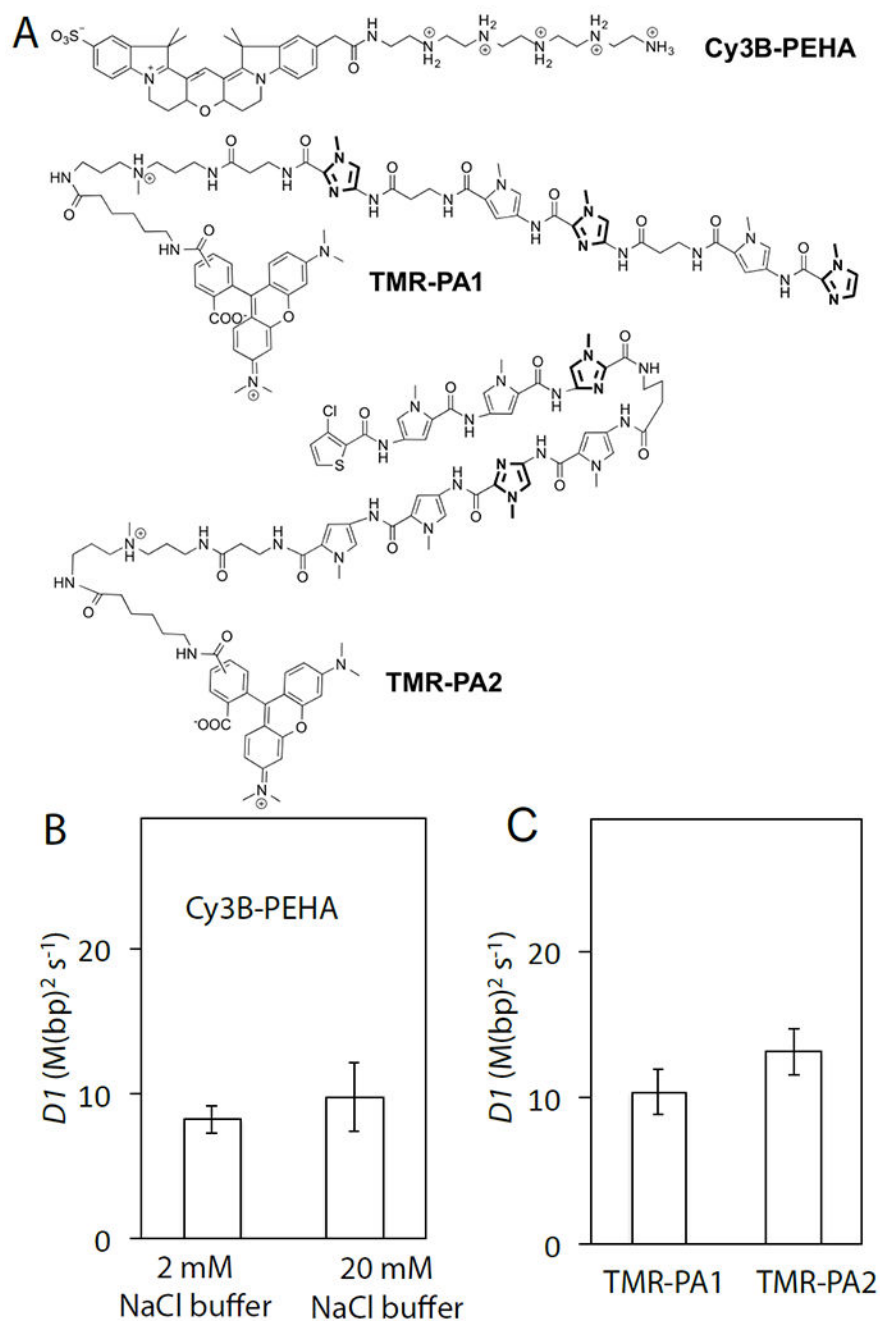 A
Cy3B-PEHA
TMR-PA1
TMR-PA2
B
D1 (M(bp)² s⁻¹)
20
10
0
Cy3B-PEHA
2 mM
NaCl buffer
20 mM
NaCl buffer
C
D1 (M(bp)² s⁻¹)
20
10
0
TMR-PA1
TMR-PA2